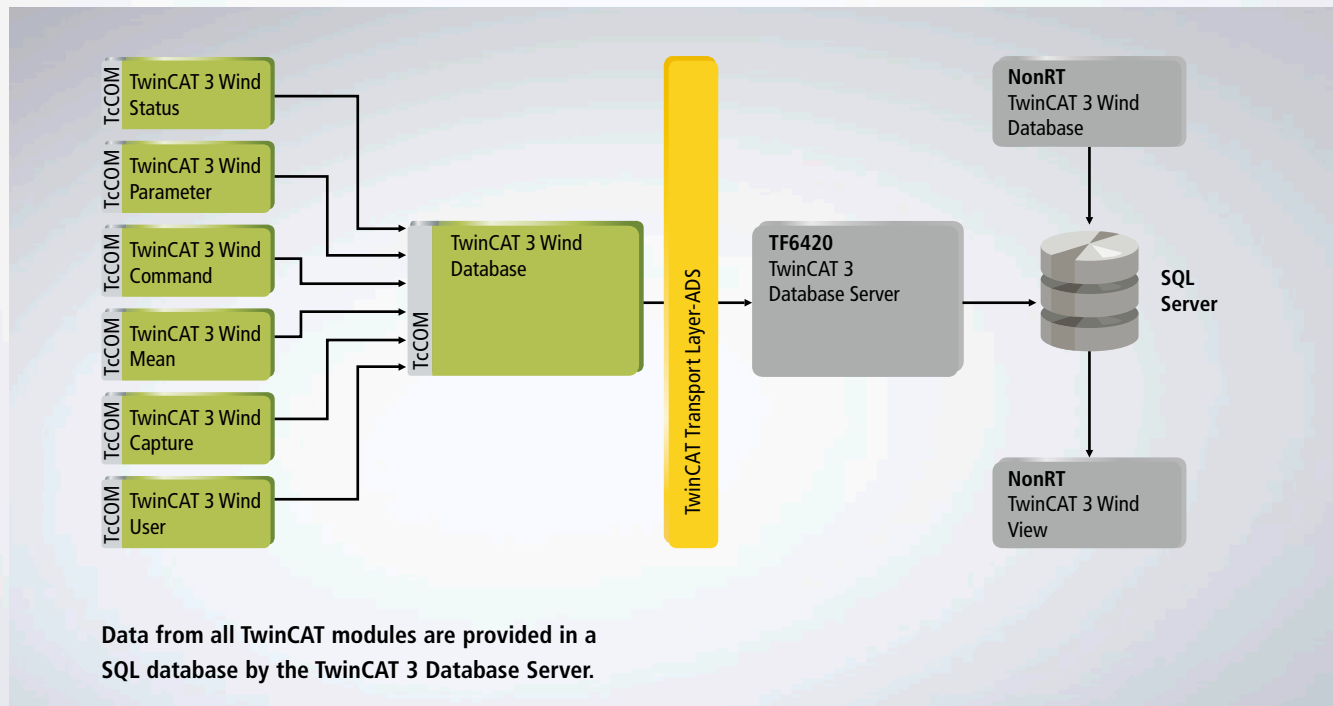 TcCOM
TwinCAT 3 Wind
Status
TcCOM
TwinCAT 3 Wind
Parameter
TcCOM
TwinCAT 3 Wind
Command
TcCOM
TwinCAT 3 Wind
Mean
TcCOM
TwinCAT 3 Wind
Capture
TcCOM
TwinCAT 3 Wind
User
TcCOM
TwinCAT 3 Wind
Database
TwinCAT Transport Layer-ADS
TF6420
TwinCAT 3
Database Server
NonRT
TwinCAT 3 Wind
Database
SQL
Server
NonRT
TwinCAT 3 Wind
View
Data from all TwinCAT modules are provided in a
SQL database by the TwinCAT 3 Database Server.